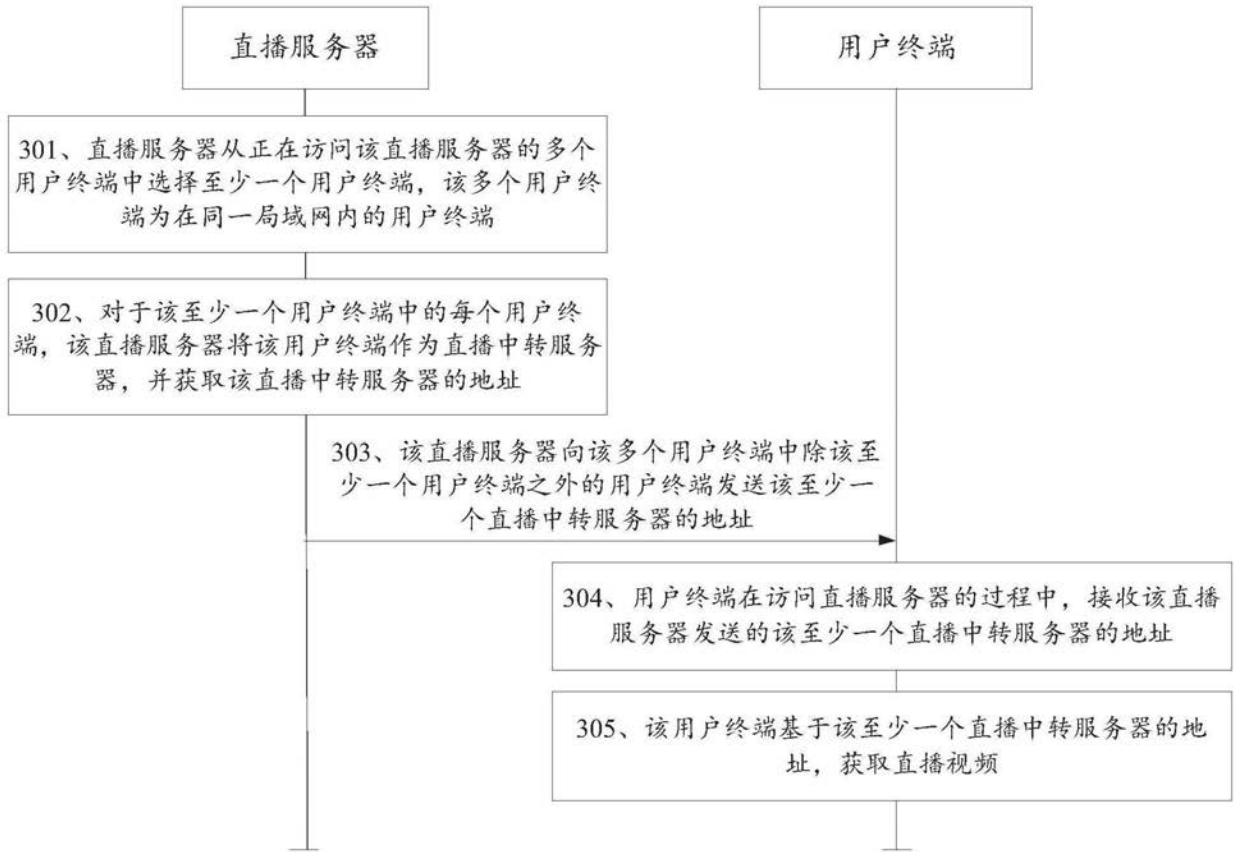 直播服务器
用户终端
301、直播服务器从正在访问该直播服务器的多个
用户终端中选择至少一个用户终端，该多个用户终
端为在同一局域网内的用户终端
302、对于该至少一个用户终端中的每个用户终
端，该直播服务器将该用户终端作为直播中转服务
器，并获取该直播中转服务器的地址
303、该直播服务器向该多个用户终端中除该至
少一个用户终端之外的用户终端发送该至少一
个直播中转服务器的地址
304、用户终端在访问直播服务器的过程中，接收该直播
服务器发送的该至少一个直播中转服务器的地址
305、该用户终端基于该至少一个直播中转服务器的地
址，获取直播视频